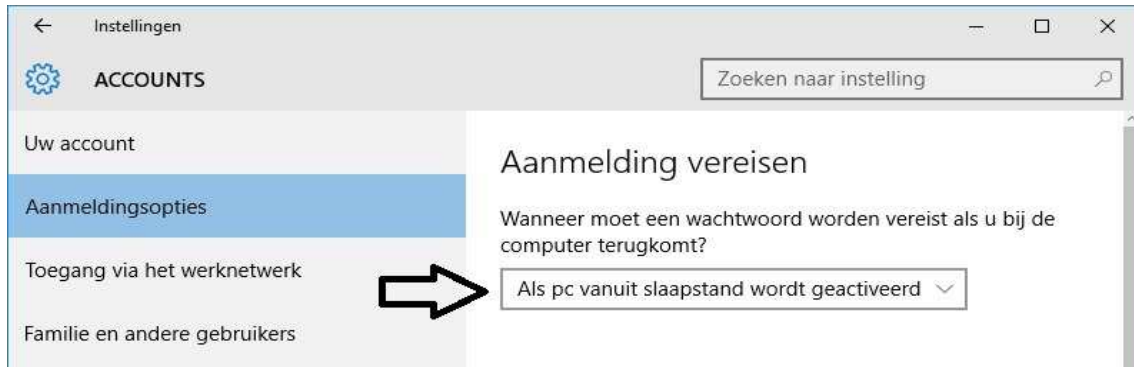 Instellingen
ACCOUNTS
Zoeken naar instelling
Uw account
Aanmeldingsopties
Toegang via het werknetwerk
Familie en andere gebruikers
Aanmelding vereisen
Wanneer moet een wachtwoord worden vereist als u bij de
computer terugkomt?
Als pc vanuit slaapstand wordt geactiveerd